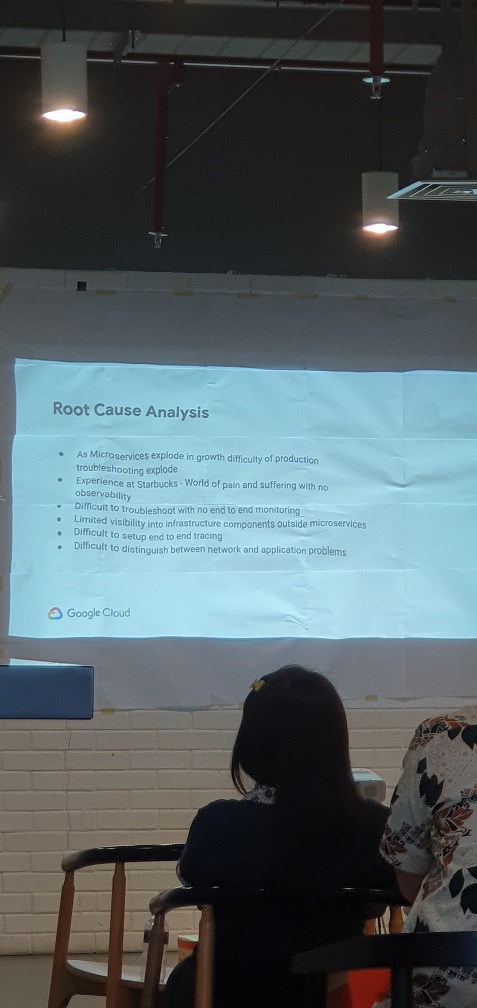 Root Cause Analysis
• As Microservices explode in growth difficulty of production
troubleshooting explode
• Experience at Starbucks - World of pain and suffering with no
observability
• Difficult to troubleshoot with no end to end monitoring
• Limited visibility into infrastructure components outside microservices
• Difficult to setup end to end tracing
• Difficult to distinguish between network and application problems
Google Cloud